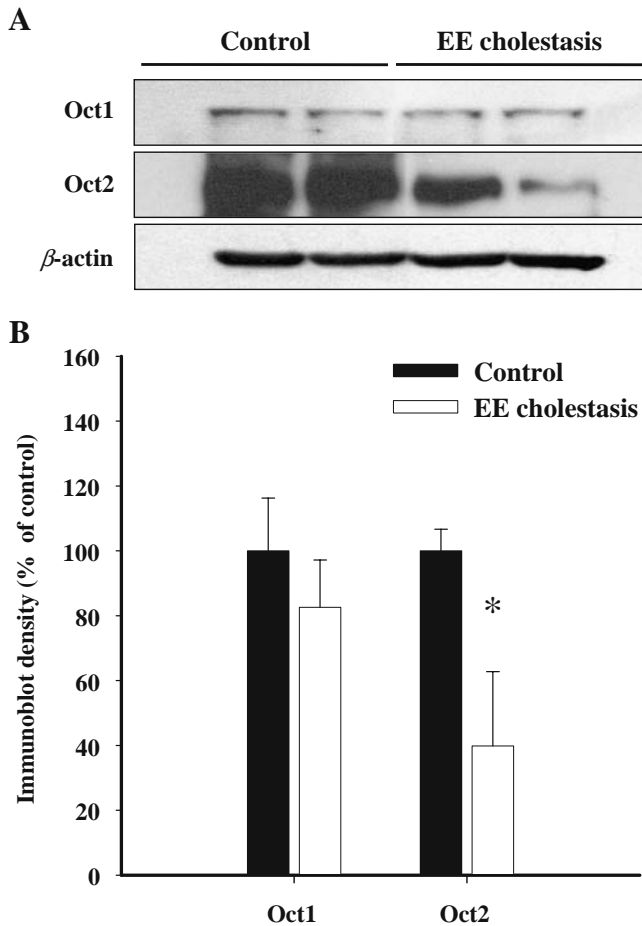 A
Control EE cholestasis
Oct1
Oct2
β-actin
B
160
140
120
100
80
60
40
20
0
Immunoblot density (% of control)
Control
EE cholestasis
*
Oct1 Oct2